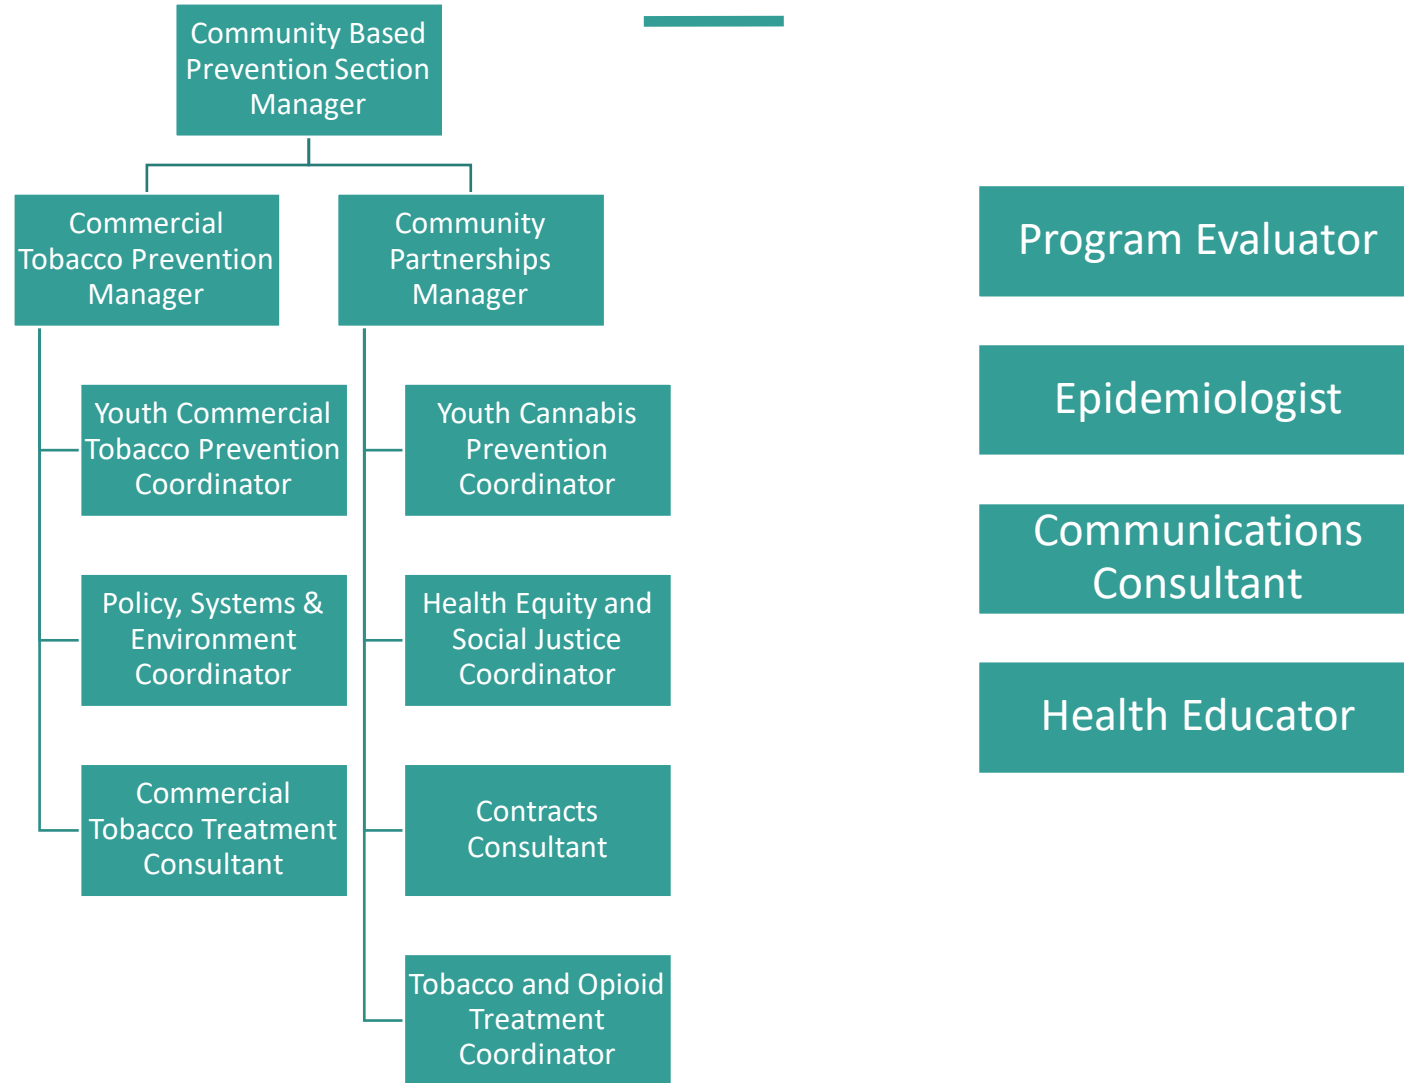 Community Based
Prevention Section
Manager
Commercial
Tobacco Prevention
Manager
Community
Partnerships
Manager
Youth Commercial
Tobacco Prevention
Coordinator
Policy, Systems &
Environment
Coordinator
Commercial
Tobacco Treatment
Consultant
Youth Cannabis
Prevention
Coordinator
Health Equity and
Social Justice
Coordinator
Contracts
Consultant
Tobacco and Opioid
Treatment
Coordinator
Program Evaluator
Epidemiologist
Communications
Consultant
Health Educator